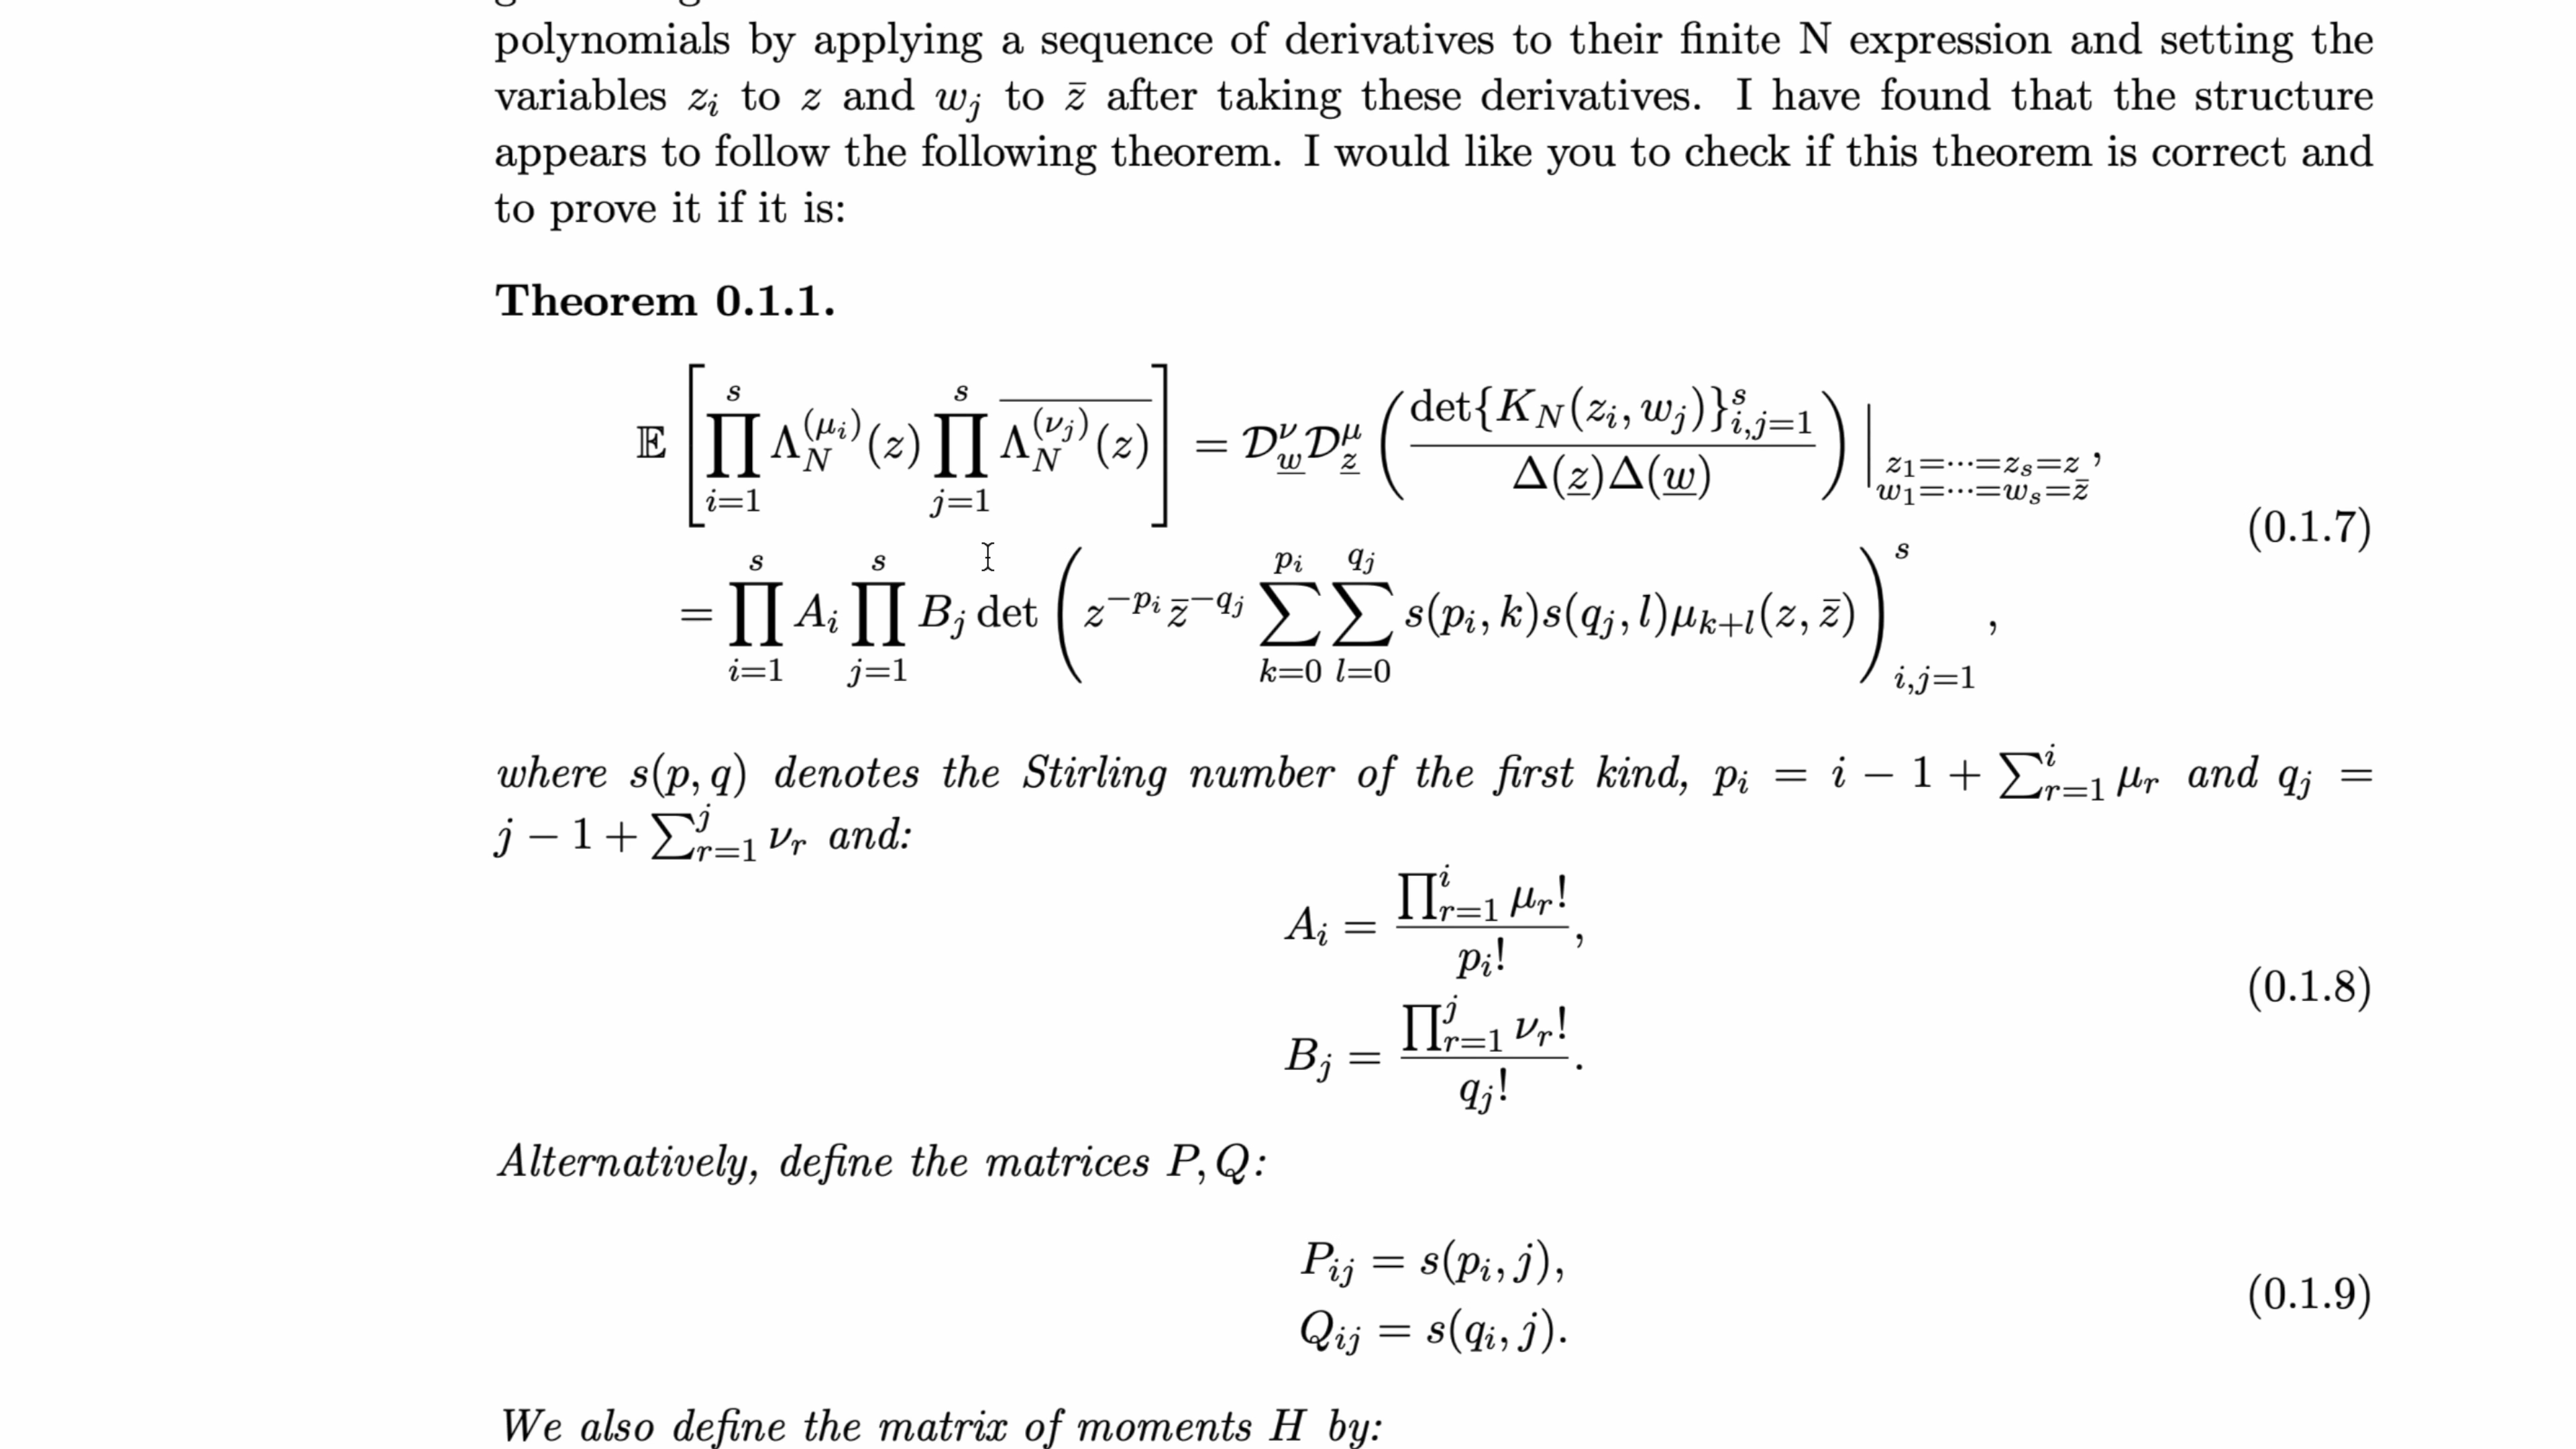 polynomials by applying a sequence of derivatives to their finite N expression and setting the
variables z_i to z and w_j to z̄ after taking these derivatives. I have found that the structure
appears to follow the following theorem. I would like you to check if this theorem is correct and
to prove it if it is:
Theorem 0.1.1.
𝔼[∏_{i=1}^{s} Λ_N^{(μ_i)}(z) ∏_{j=1}^{s} \overline{Λ_N^{(ν_j)}(z)}] = 𝒟_{\underline{w}}^{ν} 𝒟_{\underline{z}}^{μ} (det{K_N(z_i, w_j)}_{i,j=1}^{s} / Δ(\underline{z})Δ(\underline{w})) |_{z_1=⋯=z_s=z, w_1=⋯=w_s=z̄},
(0.1.7)
= ∏_{i=1}^{s} A_i ∏_{j=1}^{s} B_j det (z^{-p_i} z̄^{-q_j} ∑_{k=0}^{p_i} ∑_{l=0}^{q_j} s(p_i, k)s(q_j, l)μ_{k+l}(z, z̄))_{i,j=1}^{s},
where s(p, q) denotes the Stirling number of the first kind, p_i = i − 1 + ∑_{r=1}^{i} μ_r and q_j =
j − 1 + ∑_{r=1}^{j} ν_r and:
A_i = ∏_{r=1}^{i} μ_r! / p_i!,
(0.1.8)
B_j = ∏_{r=1}^{j} ν_r! / q_j!.
Alternatively, define the matrices P, Q:
P_{ij} = s(p_i, j),
(0.1.9)
Q_{ij} = s(q_i, j).
We also define the matrix of moments H by: